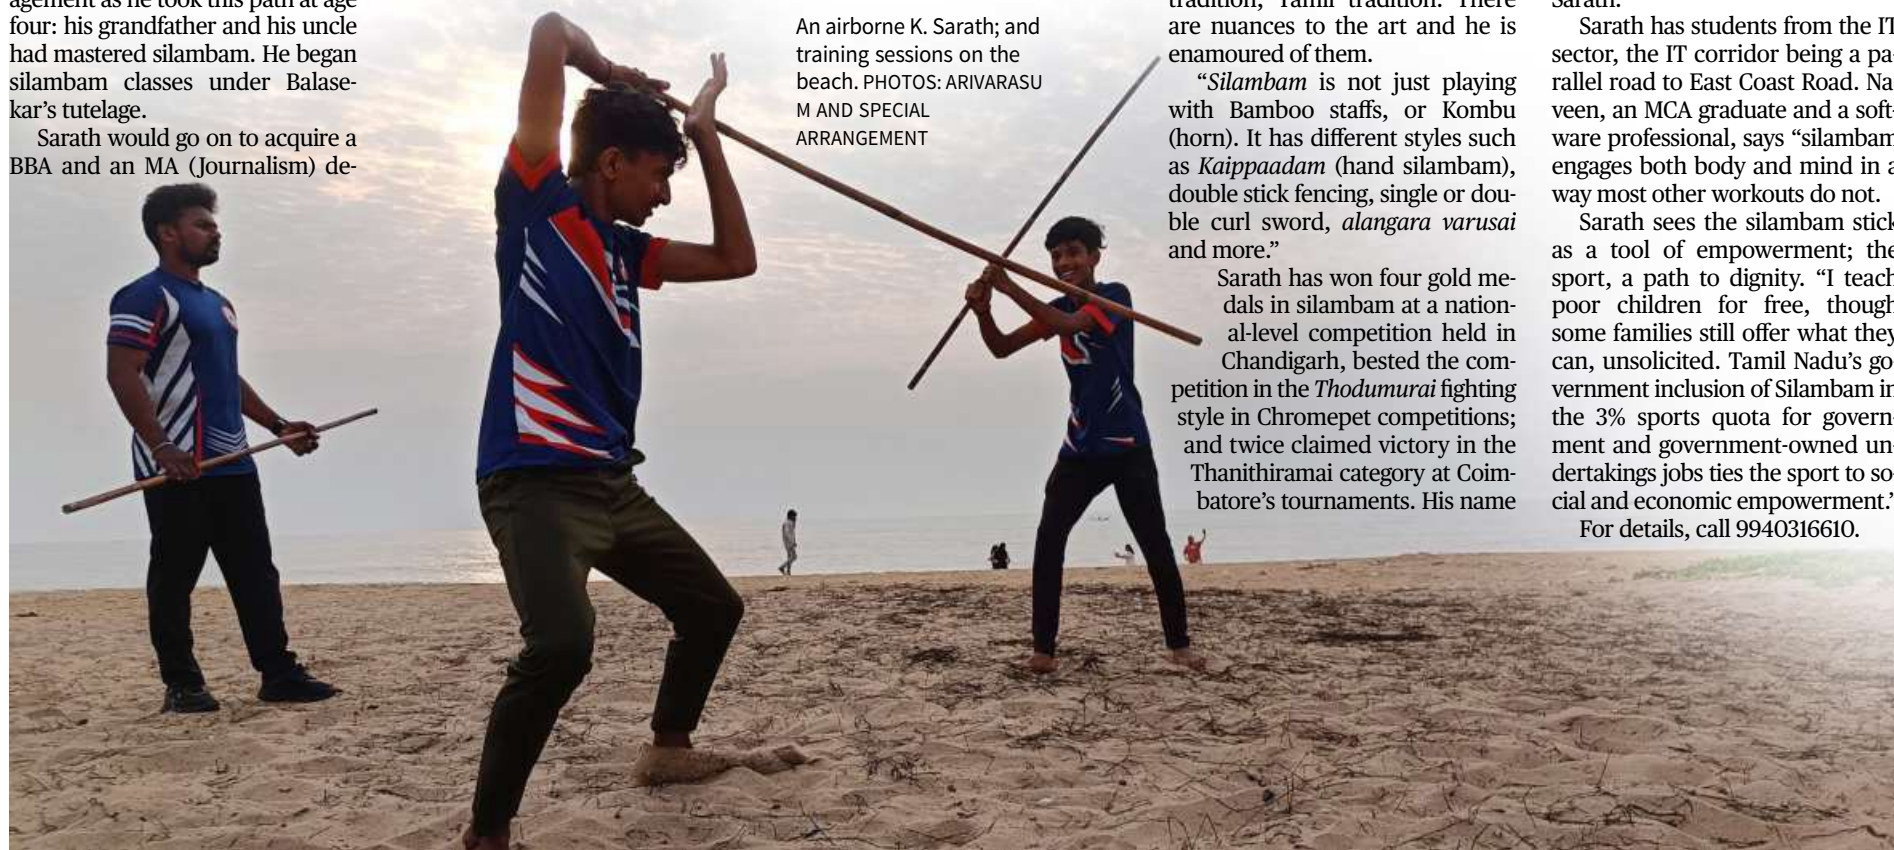 agement as he took this path at age
four: his grandfather and his uncle
had mastered silambam. He began
silambam classes under Balase-
kar’s tutelage.
Sarath would go on to acquire a
BBA and an MA (Journalism) de-
An airborne K. Sarath; and
training sessions on the
beach. PHOTOS: ARIVARASU
M AND SPECIAL
ARRANGEMENT
tradition, Tamil tradition. There
are nuances to the art and he is
enamoured of them.
“Silambam is not just playing
with Bamboo staffs, or Kombu
(horn). It has different styles such
as Kaippaadam (hand silambam),
double stick fencing, single or dou-
ble curl sword, alangara varusai
and more.”
Sarath has won four gold me-
dals in silambam at a nation-
al-level competition held in
Chandigarh, bested the com-
petition in the Thodumurai fighting
style in Chromepet competitions;
and twice claimed victory in the
Thanithiramai category at Coim-
batore’s tournaments. His name
Sarath.
Sarath has students from the IT
sector, the IT corridor being a pa-
rallel road to East Coast Road. Na-
veen, an MCA graduate and a soft-
ware professional, says “silambam
engages both body and mind in a
way most other workouts do not.
Sarath sees the silambam stick
as a tool of empowerment; the
sport, a path to dignity. “I teach
poor children for free, though
some families still offer what they
can, unsolicited. Tamil Nadu’s go-
vernment inclusion of Silambam in
the 3% sports quota for govern-
ment and government-owned un-
dertakings jobs ties the sport to so-
cial and economic empowerment.”
For details, call 9940316610.